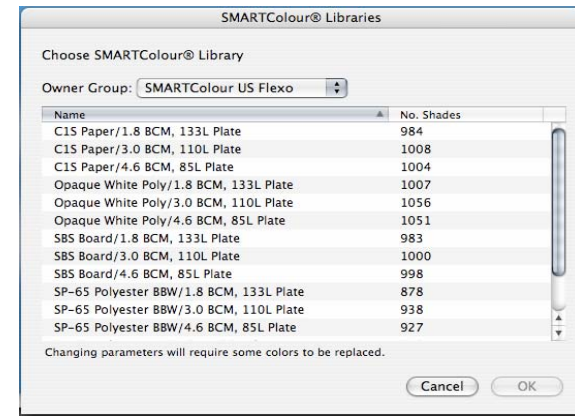 SMARTColour® Libraries
Choose SMARTColour® Library
Owner Group: SMARTColour US Flexo
Name No. Shades
C1S Paper/1.8 BCM, 133L Plate 984
C1S Paper/3.0 BCM, 110L Plate 1008
C1S Paper/4.6 BCM, 85L Plate 1004
Opaque White Poly/1.8 BCM, 133L Plate 1007
Opaque White Poly/3.0 BCM, 110L Plate 1056
Opaque White Poly/4.6 BCM, 85L Plate 1051
SBS Board/1.8 BCM, 133L Plate 983
SBS Board/3.0 BCM, 110L Plate 1000
SBS Board/4.6 BCM, 85L Plate 998
SP-65 Polyester BBW/1.8 BCM, 133L Plate 878
SP-65 Polyester BBW/3.0 BCM, 110L Plate 938
SP-65 Polyester BBW/4.6 BCM, 85L Plate 927
Changing parameters will require some colors to be replaced.
Cancel OK